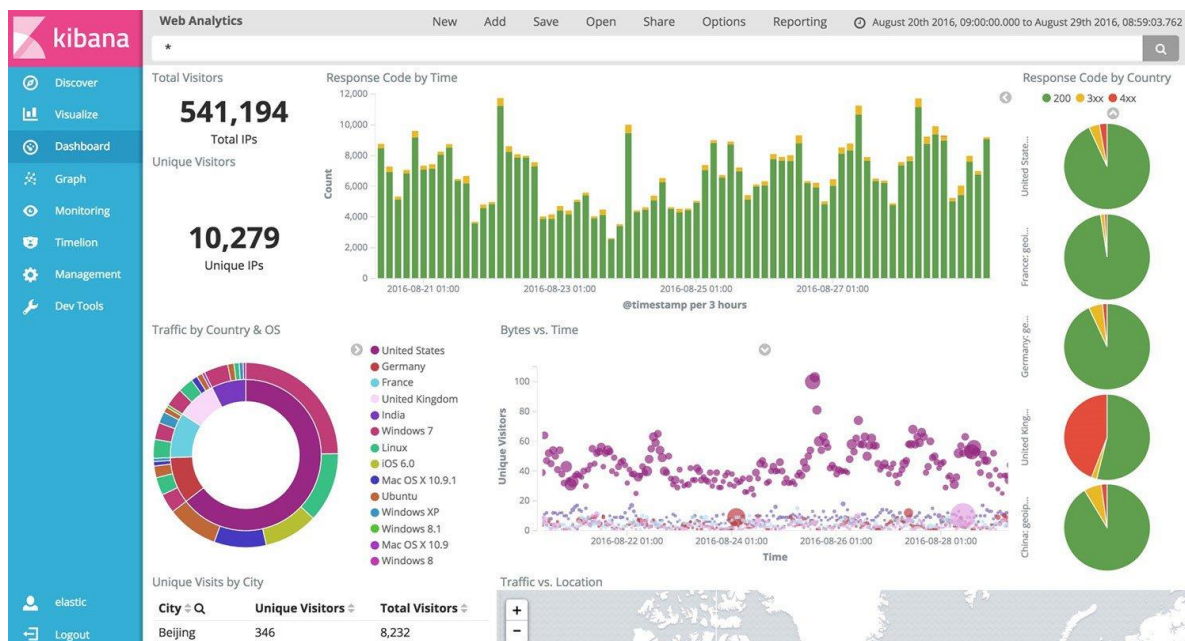 kibana
Discover
Visualize
Dashboard
Graph
Monitoring
Timelion
Management
Dev Tools
elastic
Logout
Web Analytics
New Add Save Open Share Options Reporting August 20th 2016, 09:00:00.000 to August 29th 2016, 08:59:03.762
*
Total Visitors
541,194
Total IPs
Unique Visitors
10,279
Unique IPs
Response Code by Time
12,000
10,000
8,000
6,000
4,000
2,000
0
Count
2016-08-21 01:00 2016-08-23 01:00 2016-08-25 01:00 2016-08-27 01:00
@timestamp per 3 hours
Response Code by Country
200 3xx 4xx
United State...
France: geoi...
Germany: ge...
United King...
China: geoip...
Traffic by Country & OS
United States
Germany
France
United Kingdom
India
Windows 7
Linux
iOS 6.0
Mac OS X 10.9.1
Ubuntu
Windows XP
Windows 8.1
Mac OS X 10.9
Windows 8
Bytes vs. Time
100
80
60
40
20
0
Unique Visitors
2016-08-22 01:00 2016-08-24 01:00 2016-08-26 01:00 2016-08-28 01:00
Time
Unique Visits by City
City Unique Visitors Total Visitors
Beijing 346 8,232
Traffic vs. Location
+
−